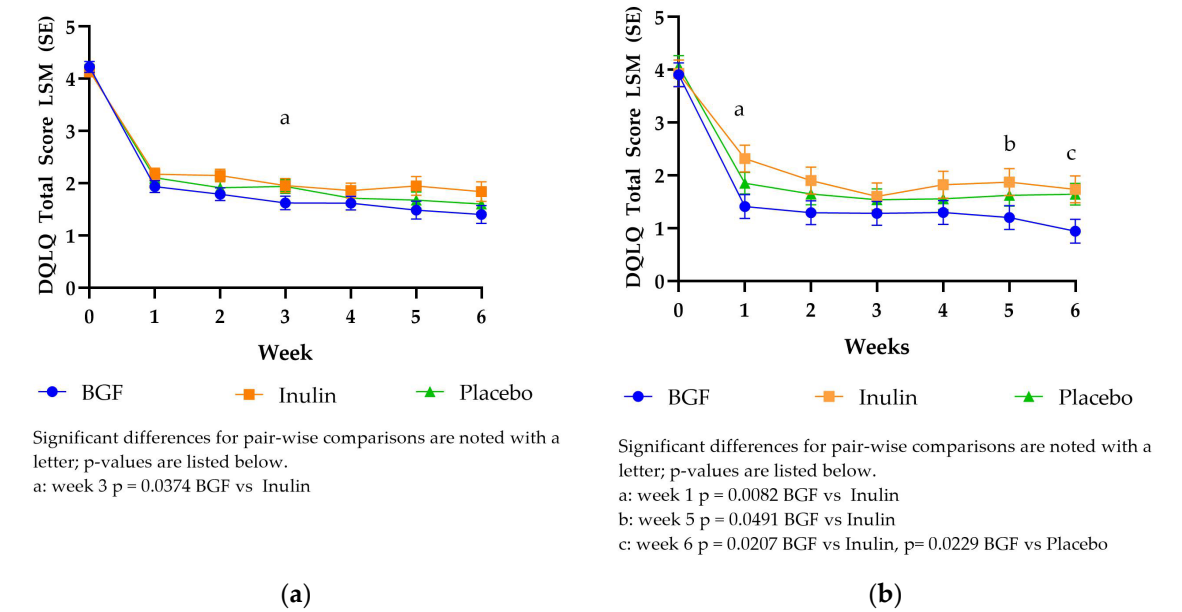 DQLQ Total Score LSM (SE)
5
4
3
2
1
0
a
0 1 2 3 4 5 6
Week
BGF Inulin Placebo
Significant differences for pair-wise comparisons are noted with a
letter; p-values are listed below.
a: week 3 p = 0.0374 BGF vs Inulin
(a)
DQLQ Total Score LSM (SE)
5
4
3
2
1
0
a
b
c
0 1 2 3 4 5 6
Weeks
BGF Inulin Placebo
Significant differences for pair-wise comparisons are noted with a
letter; p-values are listed below.
a: week 1 p = 0.0082 BGF vs Inulin
b: week 5 p = 0.0491 BGF vs Inulin
c: week 6 p = 0.0207 BGF vs Inulin, p= 0.0229 BGF vs Placebo
(b)